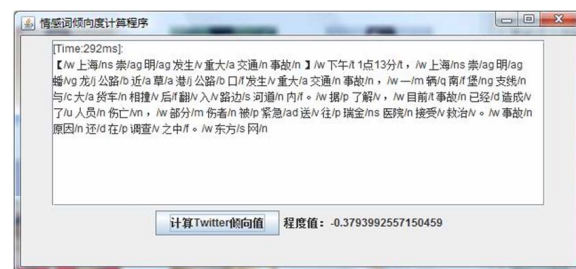 情感词倾向度计算程序
[Time:292ms]:
【/w 上海/ns 崇/ag 明/ag 发生/v 重大/a 交通/n 事故/n 】/w 下午/t 1点13分/t ，/w 上海/ns 崇/ag 明/ag
蟠/vg 龙/j 公路/b 近/a 草/a 港/j 公路/b 口/f 发生/v 重大/a 交通/n 事故/n ，/w 一/m 辆/q 南/f 堡/ng 支线/n
与/c 大/a 货车/n 相撞/v 后/f 翻/v 入/v 路边/s 河道/n 内/f 。/w 据/p 了解/v ，/w 目前/t 事故/n 已经/d 造成/v
了/u 人员/n 伤亡/vn ，/w 部分/m 伤者/n 被/p 紧急/ad 送/v 往/p 瑞金/ns 医院/n 接受/v 救治/v 。/w 事故/n
原因/n 还/d 在/p 调查/v 之中/f 。/w 东方/s 网/n
计算Twitter倾向值 程度值：-0.3793992557150459